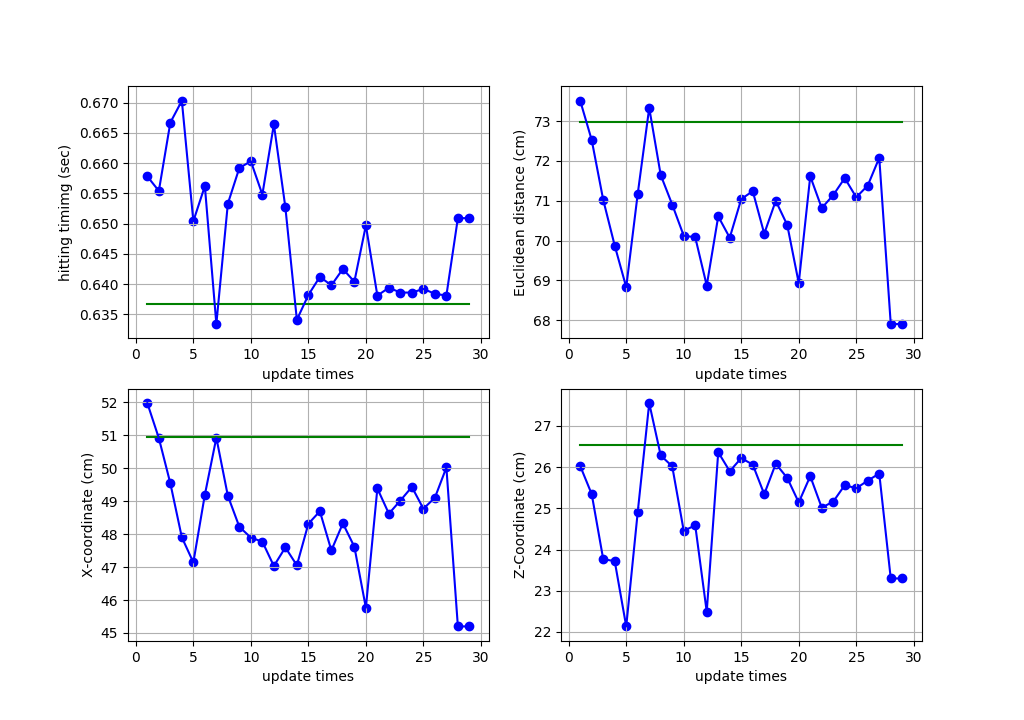 hitting timimg (sec)
0.670
0.665
0.660
0.655
0.650
0.645
0.640
0.635
0 5 10 15 20 25 30
update times
Euclidean distance (cm)
73
72
71
70
69
68
0 5 10 15 20 25 30
update times
X-coordinate (cm)
52
51
50
49
48
47
46
45
0 5 10 15 20 25 30
update times
Z-Coordinate (cm)
27
26
25
24
23
22
0 5 10 15 20 25 30
update times